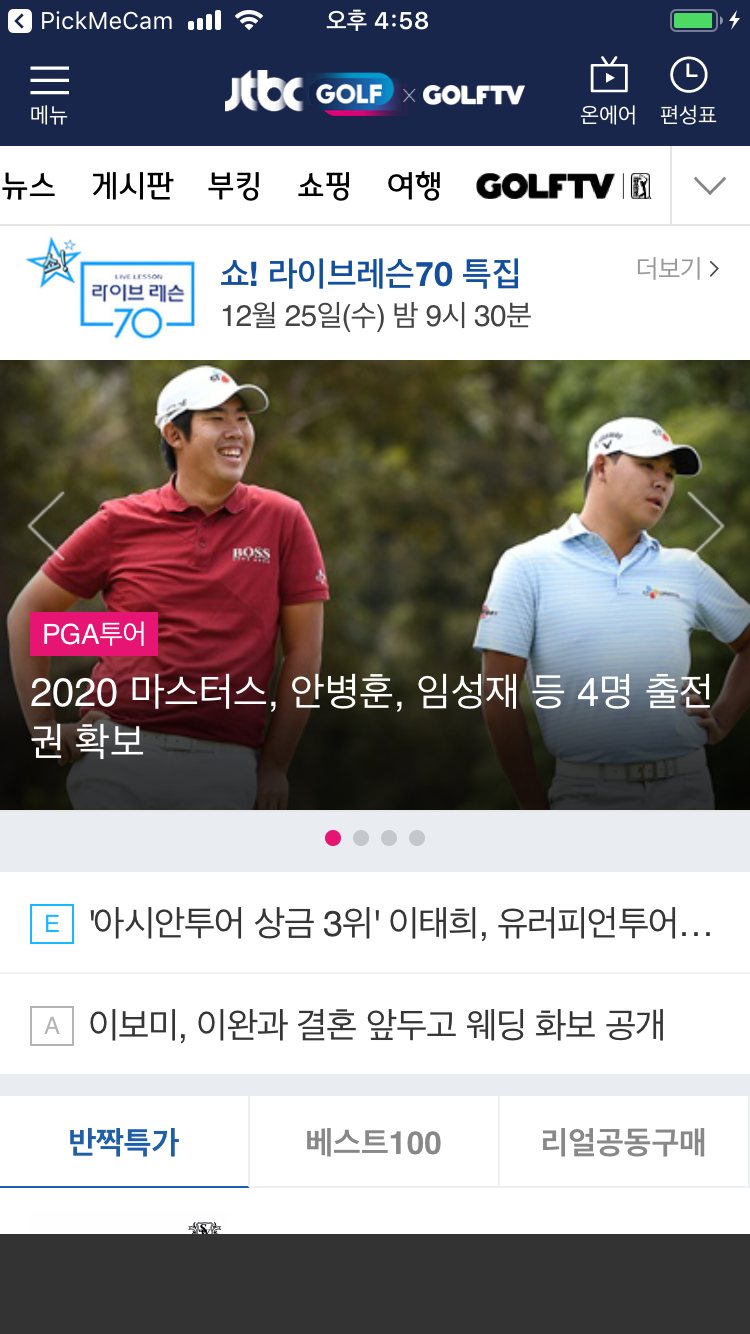 PickMeCam
오후 4:58
메뉴
jtbc GOLF × GOLFTV
온에어
편성표
뉴스 게시판 부킹 쇼핑 여행 GOLFTV
쇼!
LIVE LESSON
라이브 레슨
70
쇼! 라이브레슨70 특집
더보기
12월 25일(수) 밤 9시 30분
BOSS
PGA투어
2020 마스터스, 안병훈, 임성재 등 4명 출전
권 확보
E '아시안투어 상금 3위' 이태희, 유러피언투어…
A 이보미, 이완과 결혼 앞두고 웨딩 화보 공개
반짝특가 베스트100 리얼공동구매